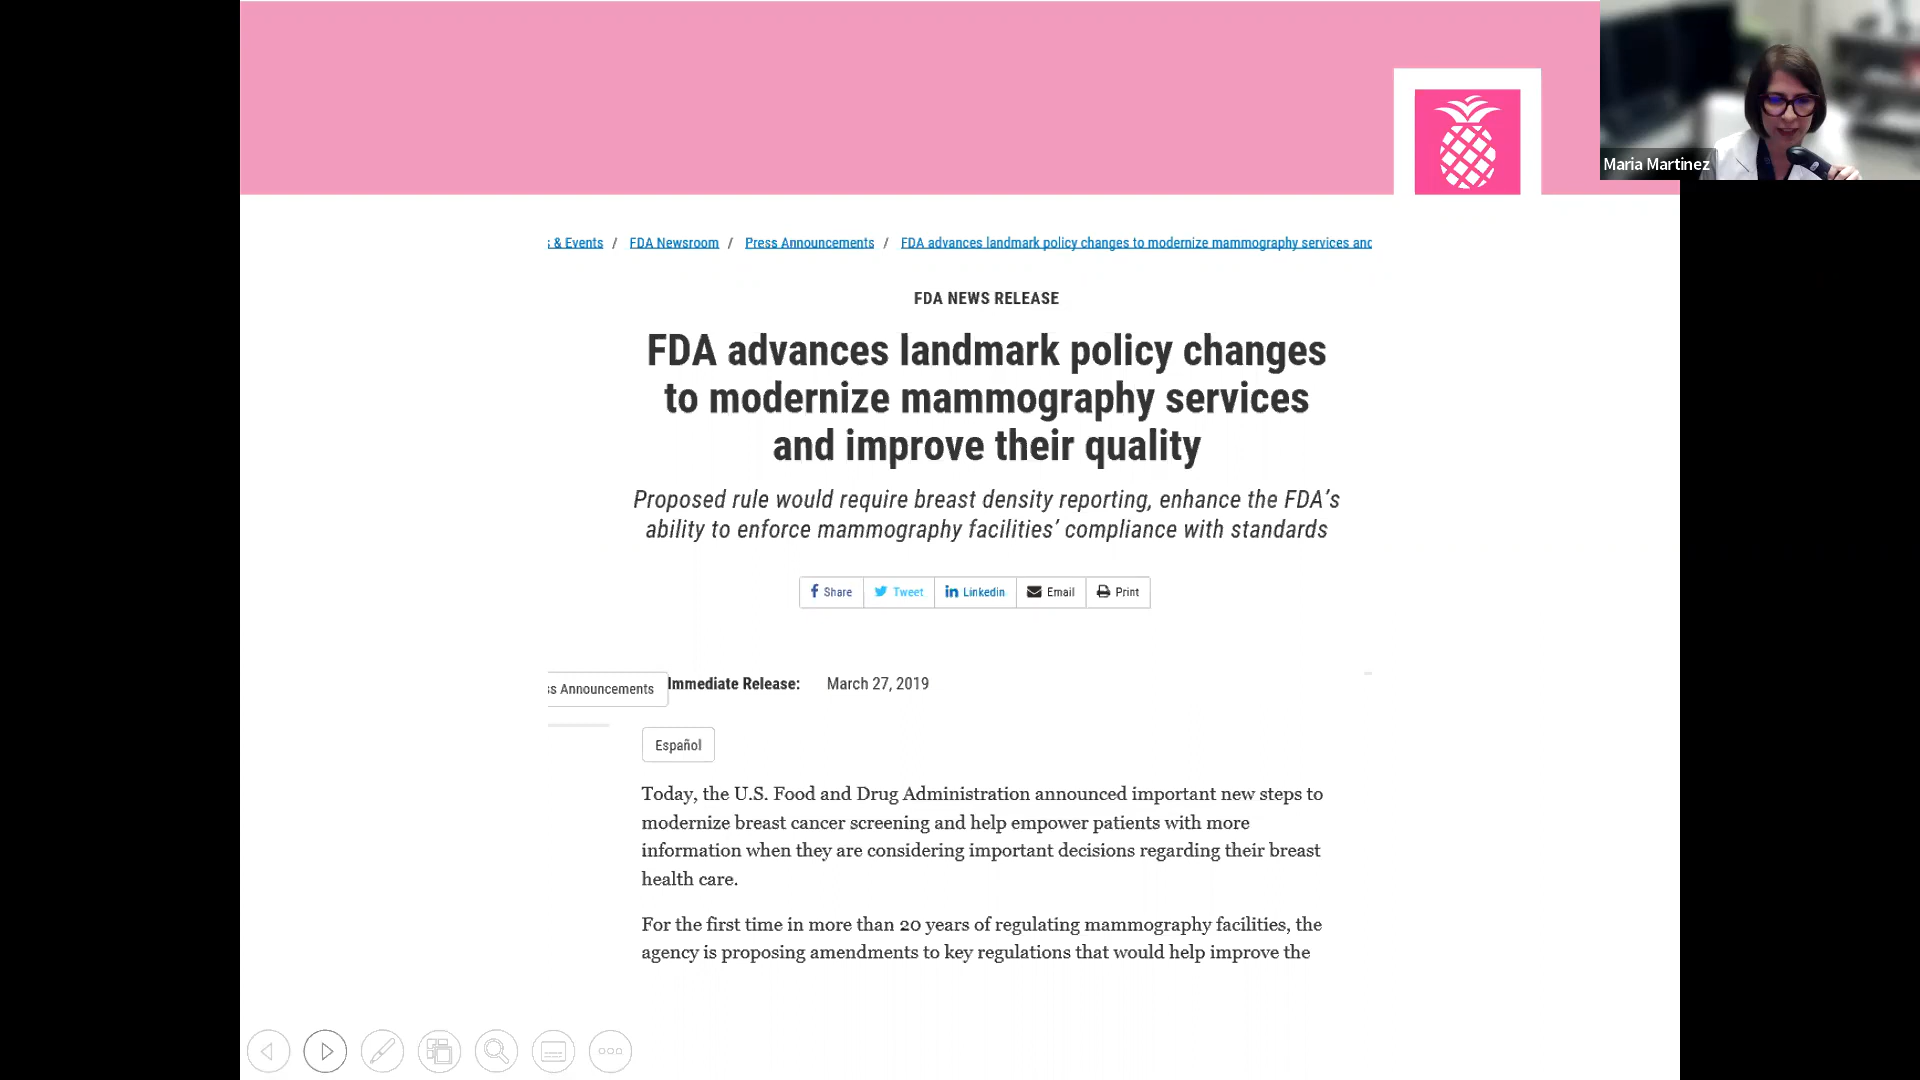 Maria Martinez
& Events / FDA Newsroom / Press Announcements / FDA advances landmark policy changes to modernize mammography services and
FDA NEWS RELEASE
FDA advances landmark policy changes
to modernize mammography services
and improve their quality
Proposed rule would require breast density reporting, enhance the FDA's
ability to enforce mammography facilities' compliance with standards
Share Tweet Linkedin Email Print
ss Announcements Immediate Release: March 27, 2019
Español
Today, the U.S. Food and Drug Administration announced important new steps to
modernize breast cancer screening and help empower patients with more
information when they are considering important decisions regarding their breast
health care.
For the first time in more than 20 years of regulating mammography facilities, the
agency is proposing amendments to key regulations that would help improve the